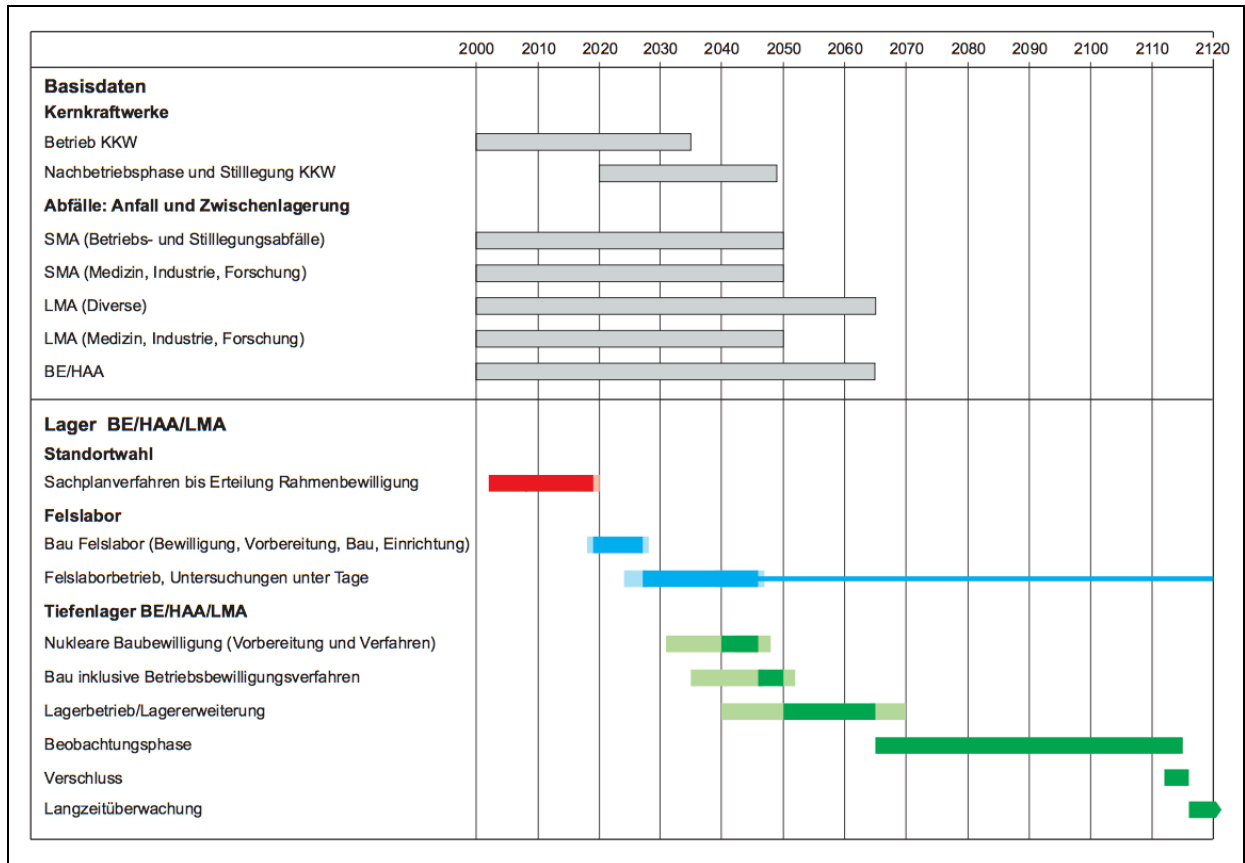 2000 2010 2020 2030 2040 2050 2060 2070 2080 2090 2100 2110 2120
Basisdaten
Kernkraftwerke
Betrieb KKW
Nachbetriebsphase und Stilllegung KKW
Abfälle: Anfall und Zwischenlagerung
SMA (Betriebs- und Stilllegungsabfälle)
SMA (Medizin, Industrie, Forschung)
LMA (Diverse)
LMA (Medizin, Industrie, Forschung)
BE/HAA
Lager BE/HAA/LMA
Standortwahl
Sachplanverfahren bis Erteilung Rahmenbewilligung
Felslabor
Bau Felslabor (Bewilligung, Vorbereitung, Bau, Einrichtung)
Felslaborbetrieb, Untersuchungen unter Tage
Tiefenlager BE/HAA/LMA
Nukleare Baubewilligung (Vorbereitung und Verfahren)
Bau inklusive Betriebsbewilligungsverfahren
Lagerbetrieb/Lagererweiterung
Beobachtungsphase
Verschluss
Langzeitüberwachung